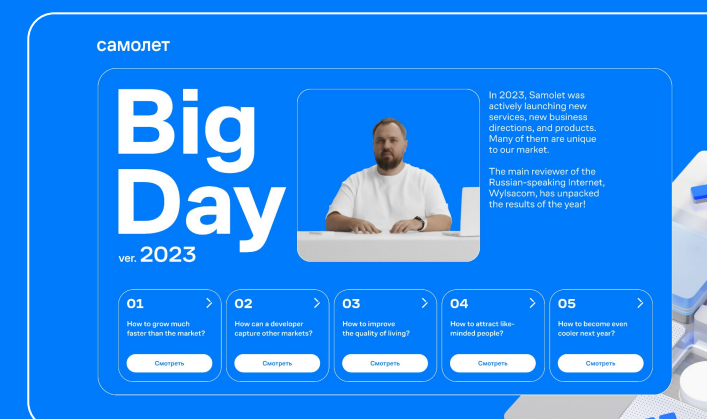 самолет
Big
Day
ver. 2023
In 2023, Samolet was
actively launching new
services, new business
directions, and products.
Many of them are unique
to our market.
The main reviewer of the
Russian-speaking Internet,
Wylsacom, has unpacked
the results of the year!
01
How to grow much
faster than the market?
Смотреть
02
How can a developer
capture other markets?
Смотреть
03
How to improve
the quality of living?
Смотреть
04
How to attract like-
minded people?
Смотреть
05
How to become even
cooler next year?
Смотреть